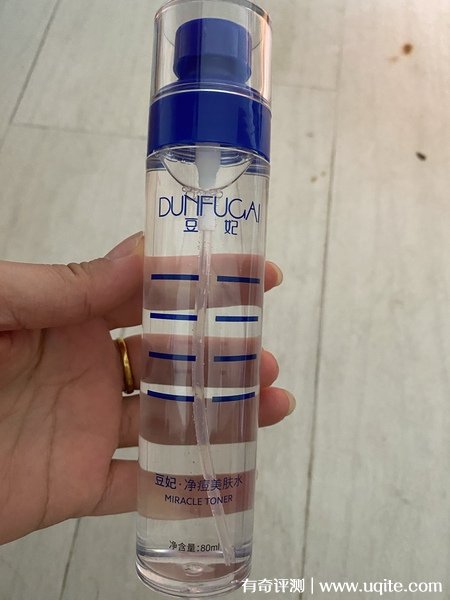 DUNFUGAI
豆 妃
豆妃·净痘美肤水
MIRACLE TONER
净含量:80ml
有奇评测 | www.uqite.com